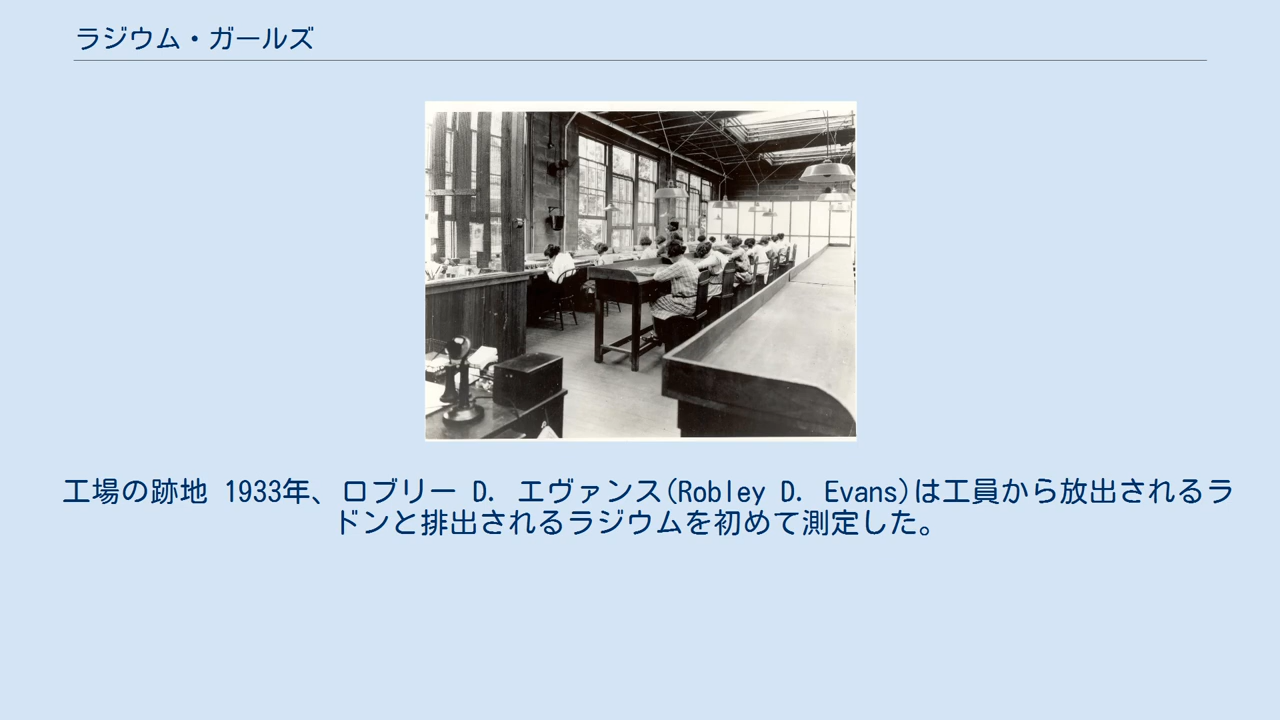 ラジウム・ガールズ
工場の跡地 1933年、ロブリー D. エヴァンス(Robley D. Evans)は工員から放出されるラ
ドンと排出されるラジウムを初めて測定した。